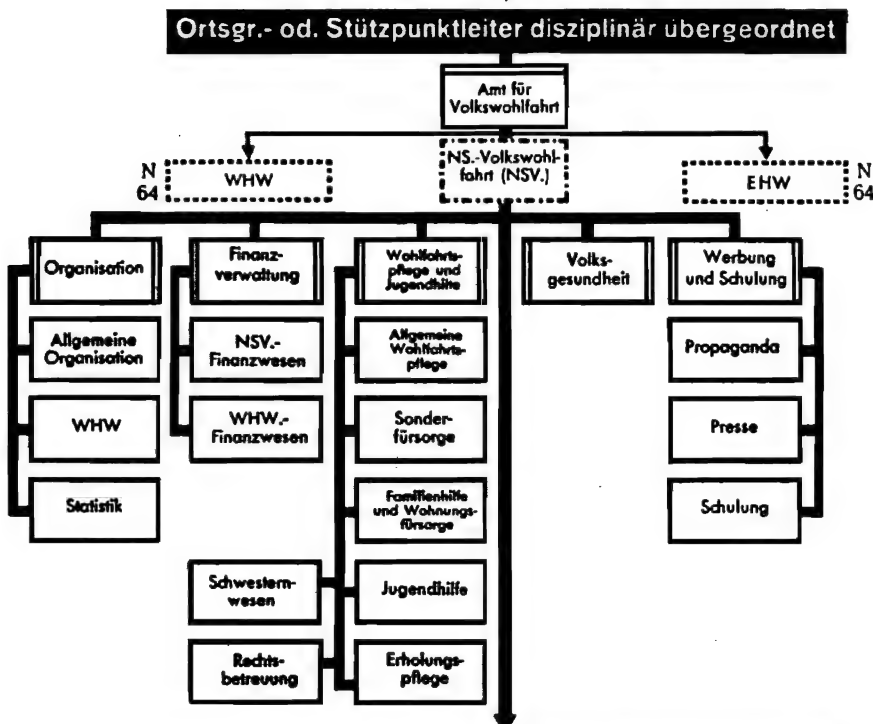 Ortsgr.- od. Stützpunktleiter disziplinär übergeordnet
Amt für
Volkswohlfahrt
N
64
WHW
NS.-Volkswohl-
fahrt (NSV.)
EHW
N
64
Organisation
Finanz-
verwaltung
Wohlfahrts-
pflege und
Jugendhilfe
Volks-
gesundheit
Werbung
und Schulung
Allgemeine
Organisation
NSV.-
Finanzwesen
Allgemeine
Wohlfahrts-
pflege
Propaganda
WHW
WHW.-
Finanzwesen
Sonder-
fürsorge
Presse
Statistik
Familienhilfe
und Wohnungs-
fürsorge
Schulung
Schwestern-
wesen
Jugendhilfe
Rechts-
betreuung
Erholungs-
pflege